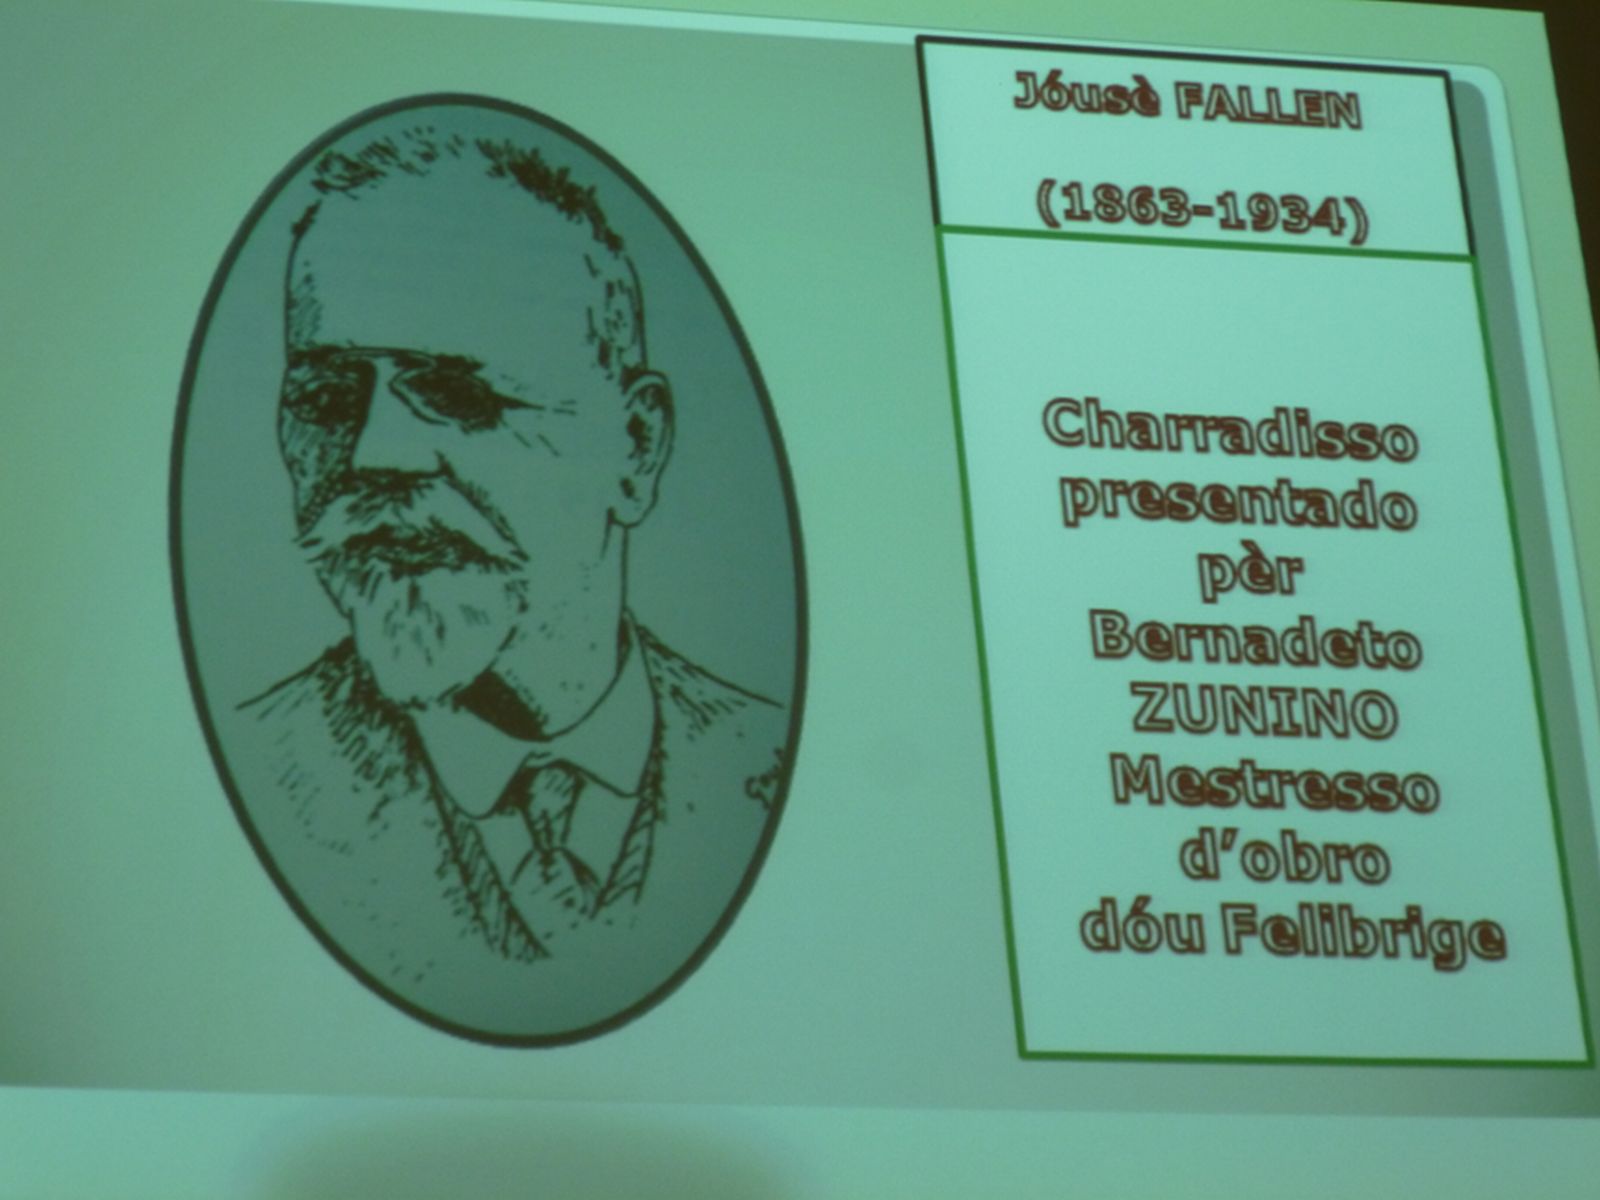 Jóusè FALLEN
(1863-1934)
Charradisso
presentado
pèr
Bernadeto
ZUNINO
Mestresso
d’obro
dóu Felibrige